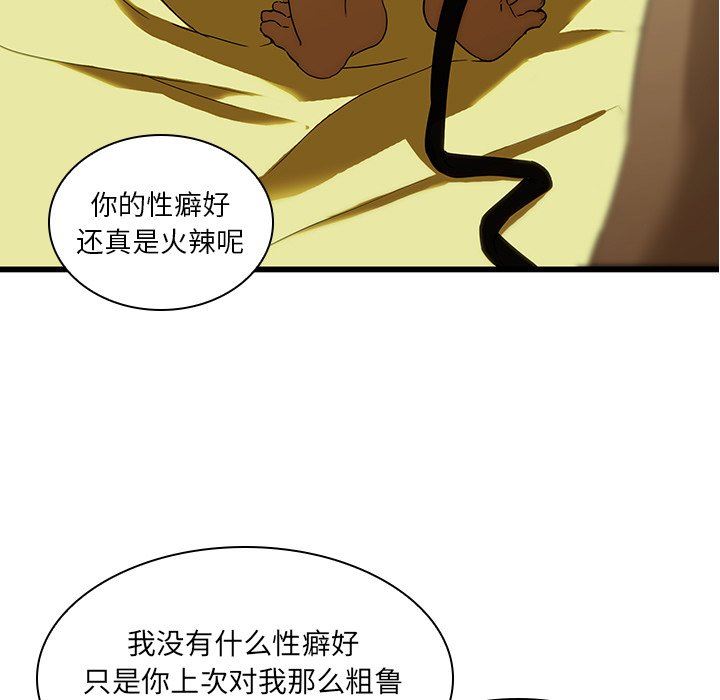 你的性癖好
还真是火辣呢
我没有什么性癖好
只是你上次对我那么粗鲁